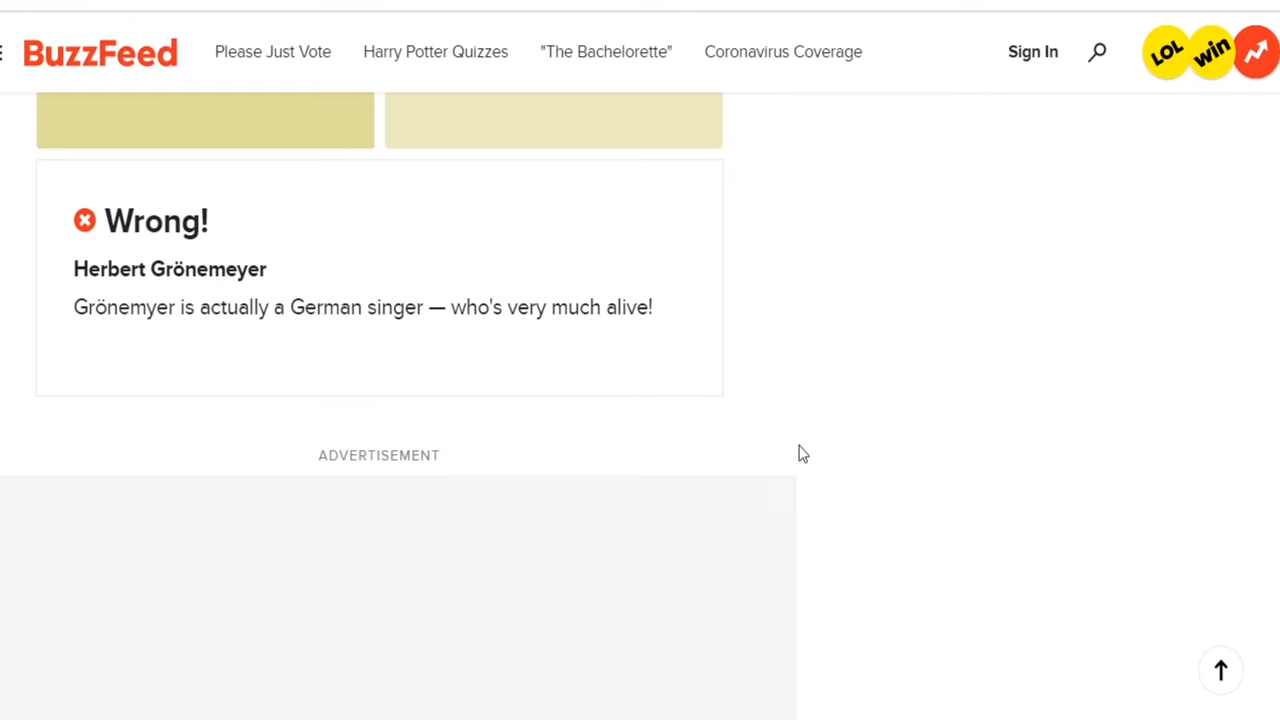 BuzzFeed Please Just Vote Harry Potter Quizzes "The Bachelorette" Coronavirus Coverage Sign In LOL win
Wrong!
Herbert Grönemeyer
Grönemyer is actually a German singer — who's very much alive!
ADVERTISEMENT